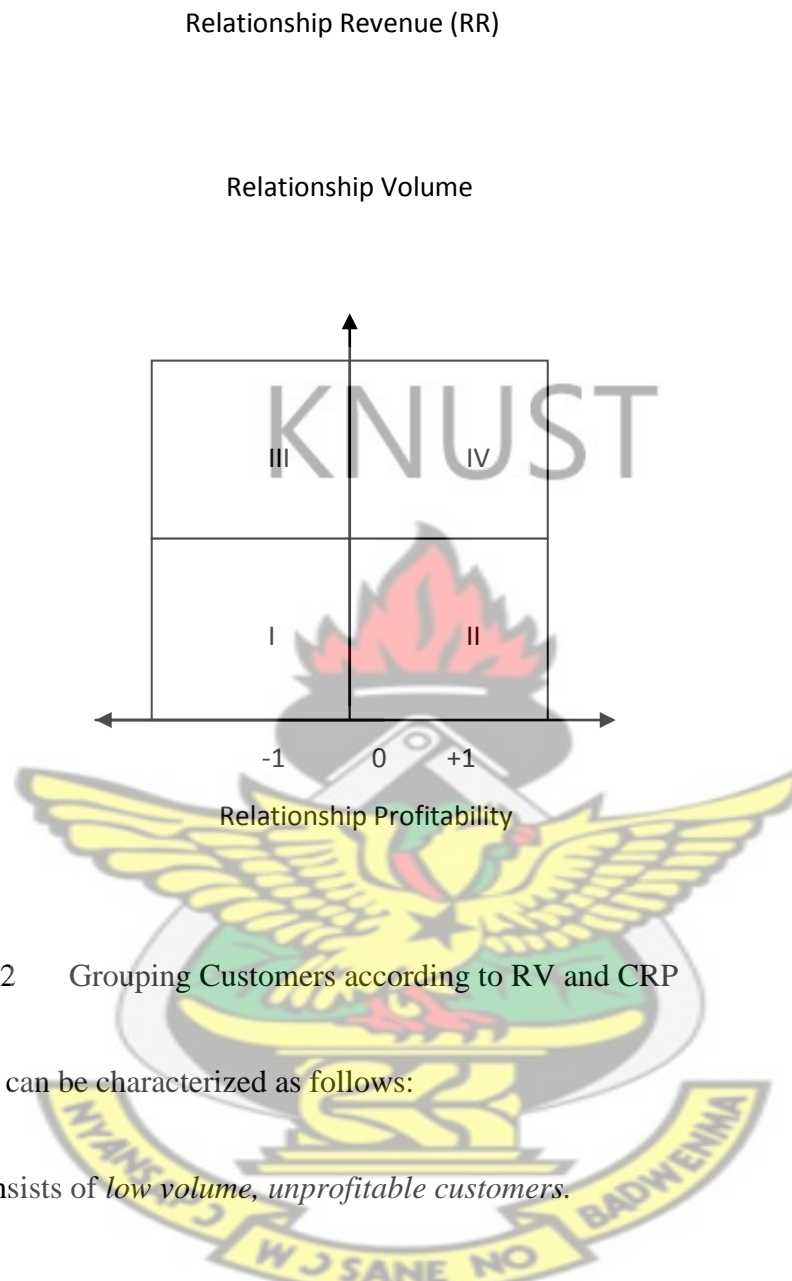 Relationship Revenue (RR)
Relationship Volume
KNUST
III IV
I II
-1 0 +1
Relationship Profitability
2 Grouping Customers according to RV and CRP
can be characterized as follows:
nsists of low volume, unprofitable customers.
NYANSAPO W J SANE NO BADWENMA